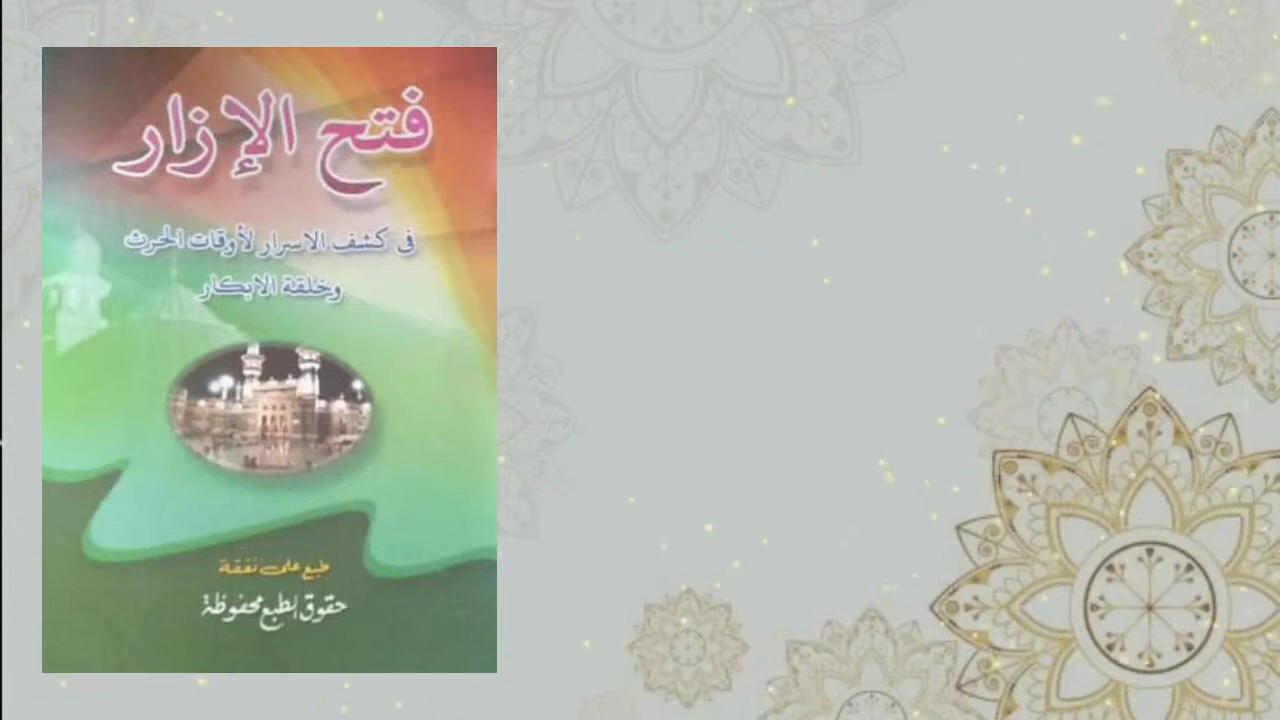 فتح الإزار
فى كشف الاسرار لأوقات الحرث
وخلقة الابكار
طبع على نفقة
حقوق الطبع محفوظة